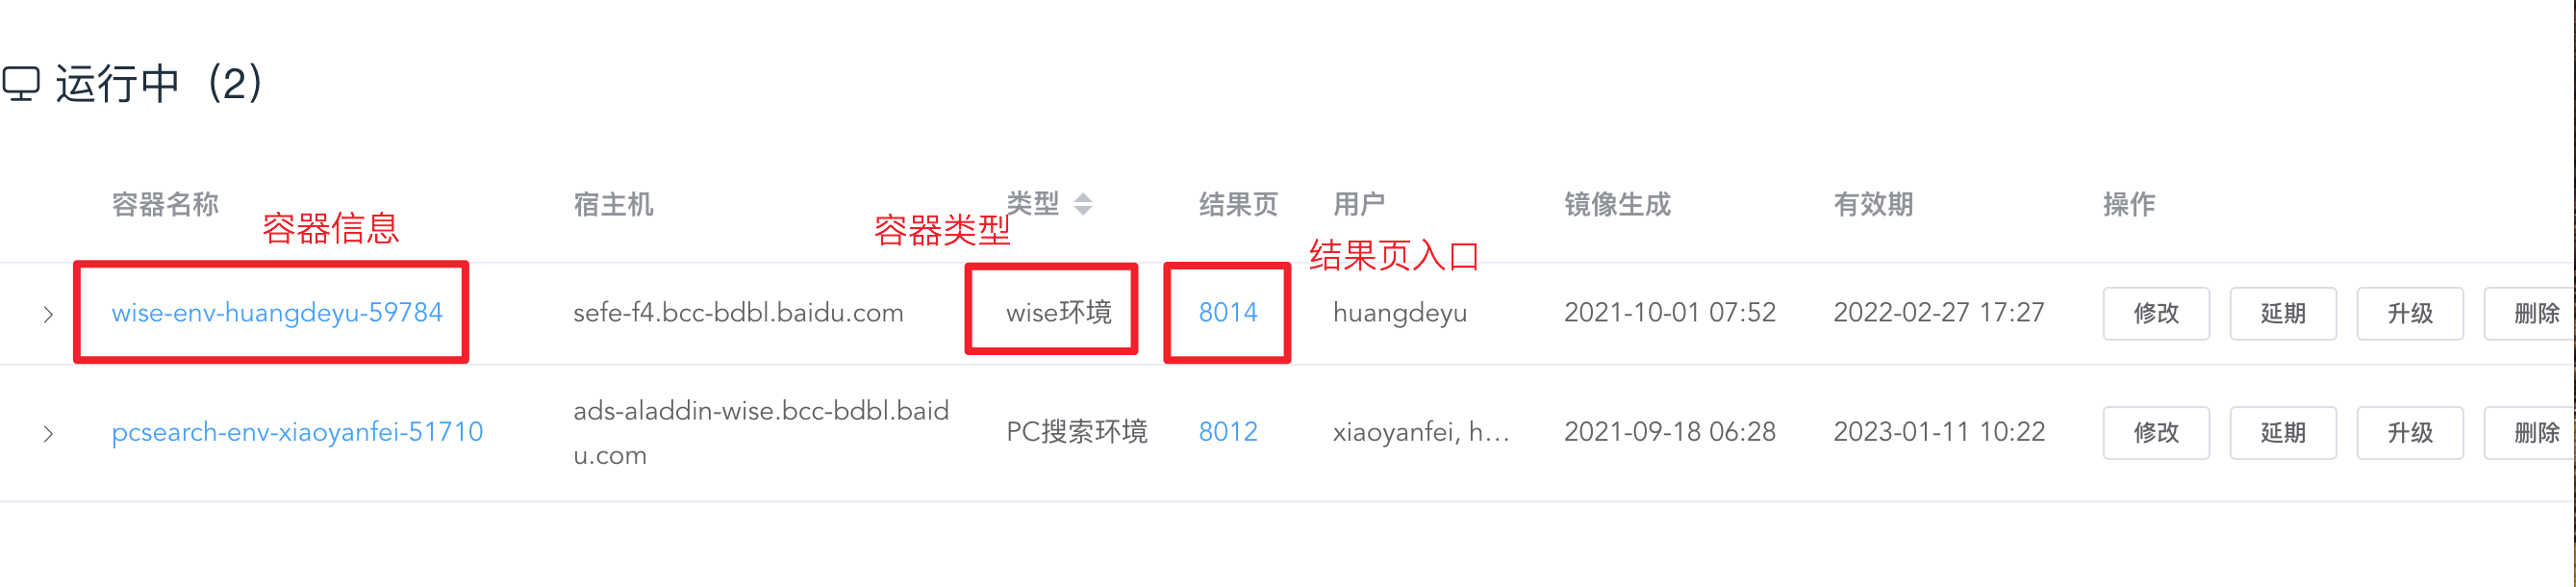 运行中（2）
容器名称 宿主机 类型 结果页 用户 镜像生成 有效期 操作
容器信息 容器类型 结果页入口
wise-env-huangdeyu-59784 sefe-f4.bcc-bdbl.baidu.com wise环境 8014 huangdeyu 2021-10-01 07:52 2022-02-27 17:27 修改 延期 升级 删除
pcsearch-env-xiaoyanfei-51710 ads-aladdin-wise.bcc-bdbl.baid PC搜索环境 8012 xiaoyanfei, h... 2021-09-18 06:28 2023-01-11 10:22 修改 延期 升级 删除
u.com